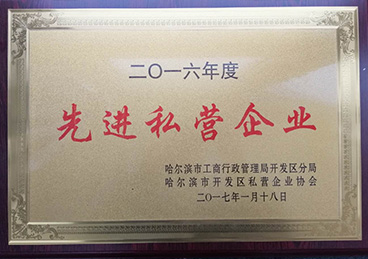 二〇一六年度
先进私营企业
哈尔滨市工商行政管理局开发区分局
哈尔滨市开发区私营企业协会
二〇一七年一月十八日